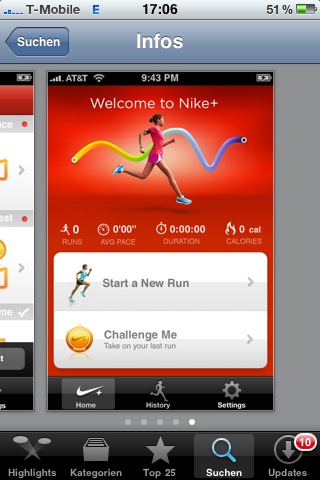 T-Mobile E 17:06 51 %
Suchen Infos
AT&T 9:43 PM
Welcome to Nike+
0 0'00" 0:00:00 0 cal
RUNS AVG PACE DURATION CALORIES
Start a New Run
Challenge Me
Take on your last run
Home History Settings
Highlights Kategorien Top 25 Suchen Updates
10